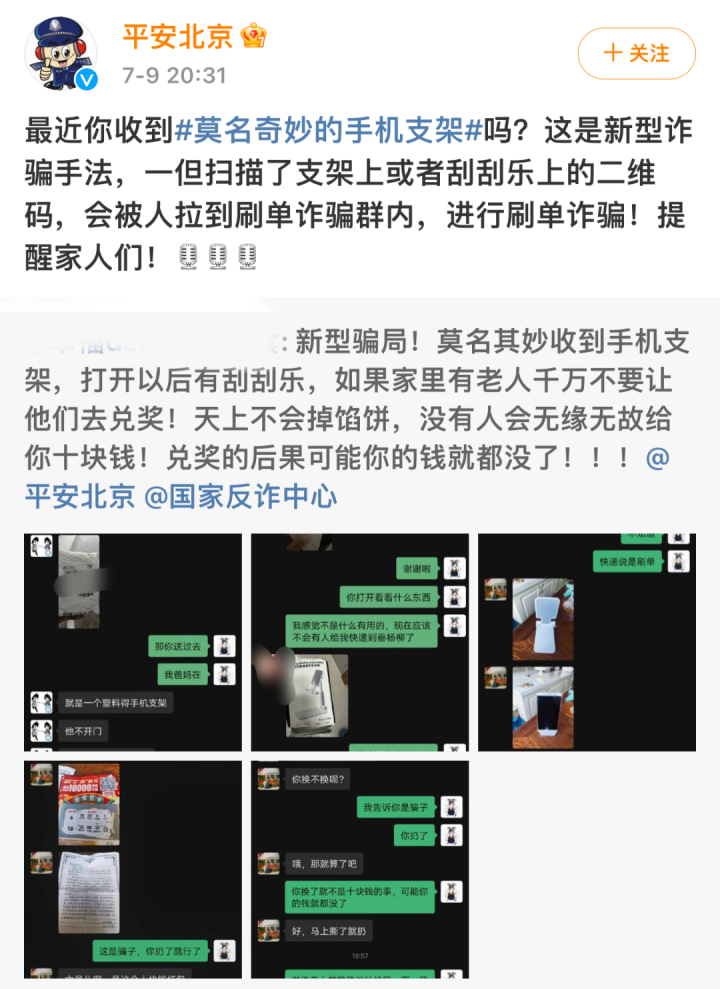 平安北京
7-9 20:31
关注
最近你收到#莫名奇妙的手机支架#吗？这是新型诈
骗手法，一但扫描了支架上或者刮刮乐上的二维
码，会被人拉到刷单诈骗群内，进行刷单诈骗！提
醒家人们！
: 新型骗局！莫名其妙收到手机支
架，打开以后有刮刮乐，如果家里有老人千万不要让
他们去兑奖！天上不会掉馅饼，没有人会无缘无故给
你十块钱！兑奖的后果可能你的钱就都没了！！！@
平安北京 @国家反诈中心
那你送过去
我爸妈在
就是一个塑料得手机支架
他不开门
谢谢啦
你打开看看什么东西
我感觉不是什么有用的，现在应该
不会有人给我快递到垂杨柳了
不知道
快递说是刷单
10000
这是骗子，你扔了就行了
你换不换呢？
我告诉你是骗子
你扔了
哦，那就算了吧
你换了就不是十块钱的事，可能你
的钱就都没了
好，马上撕了就扔
18:57